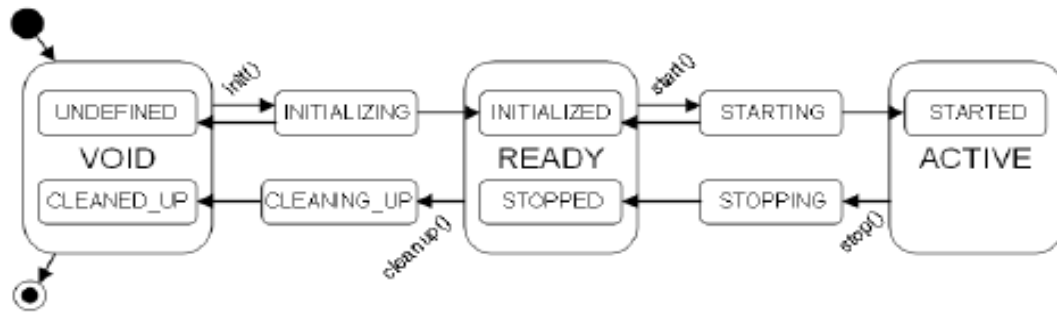 init()
start()
UNDEFINED
INITIALIZING
INITIALIZED
STARTING
STARTED
VOID
READY
ACTIVE
CLEANED_UP
CLEANING_UP
STOPPED
STOPPING
cleanup()
stop()